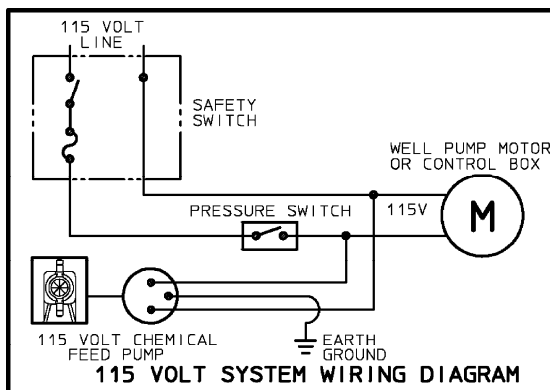 115 VOLT
LINE
SAFETY
SWITCH
WELL PUMP MOTOR
OR CONTROL BOX
PRESSURE SWITCH
115V
M
115 VOLT CHEMICAL
FEED PUMP
EARTH
GROUND
115 VOLT SYSTEM WIRING DIAGRAM